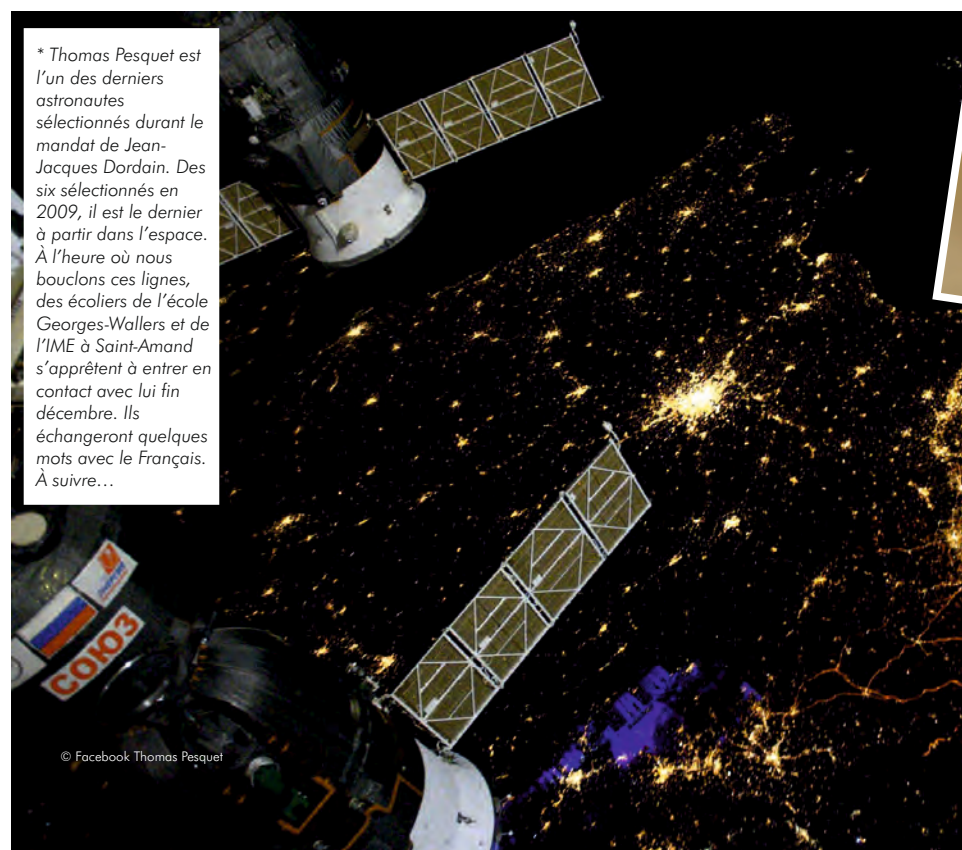 * Thomas Pesquet est
l’un des derniers
astronautes
sélectionnés durant le
mandat de Jean-
Jacques Dordain. Des
six sélectionnés en
2009, il est le dernier
à partir dans l’espace.
À l’heure où nous
bouclons ces lignes,
des écoliers de l’école
Georges-Wallers et de
l’IME à Saint-Amand
s’apprêtent à entrer en
contact avec lui fin
décembre. Ils
échangeront quelques
mots avec le Français.
À suivre…
СОЮЗ
© Facebook Thomas Pesquet